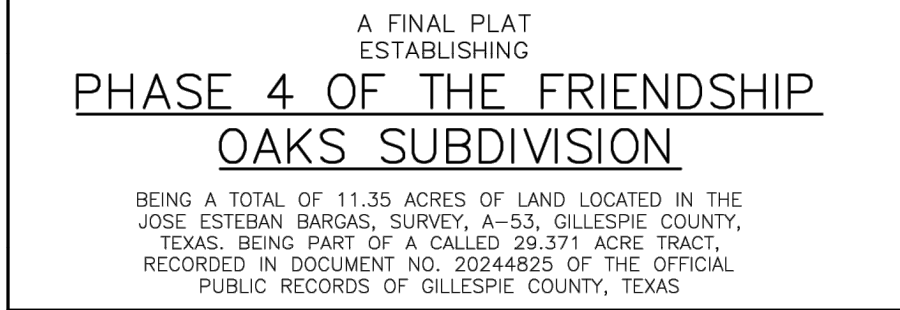 A FINAL PLAT
ESTABLISHING
PHASE 4 OF THE FRIENDSHIP
OAKS SUBDIVISION
BEING A TOTAL OF 11.35 ACRES OF LAND LOCATED IN THE
JOSE ESTEBAN BARGAS, SURVEY, A-53, GILLESPIE COUNTY,
TEXAS. BEING PART OF A CALLED 29.371 ACRE TRACT,
RECORDED IN DOCUMENT NO. 20244825 OF THE OFFICIAL
PUBLIC RECORDS OF GILLESPIE COUNTY, TEXAS